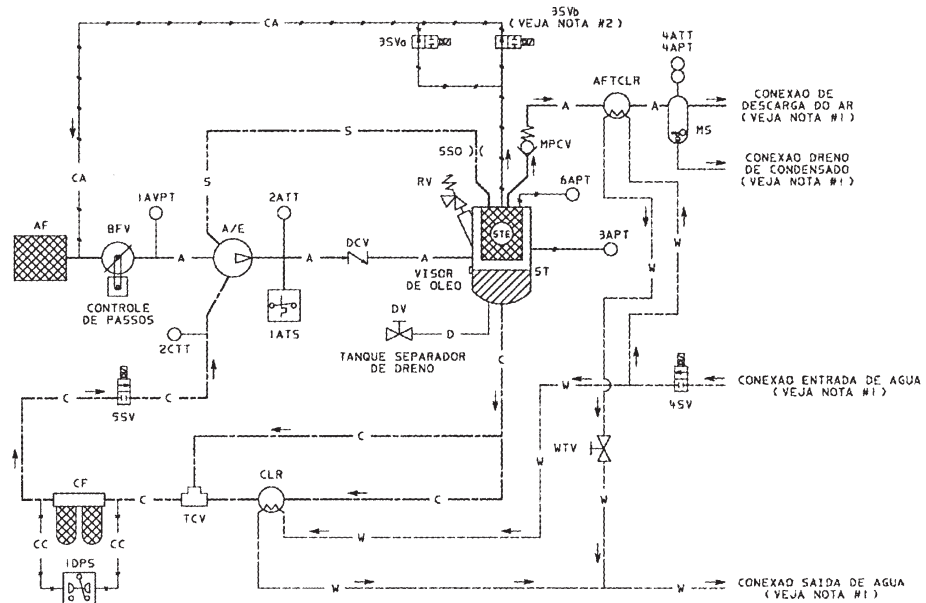 3SVb
(VEJA NOTA #2)
CA
3SVa
4ATT
4APT
AFTCLR
A
A
CONEXAO DE
DESCARGA DO AR
(VEJA NOTA #1)
MS
CONEXÃO DRENO
DE CONDENSADO
(VEJA NOTA #1)
S
SSO
MPCV
RV
6APT
S
CA
1AVPT
2ATT
AF
BFV
A/E
STE
3APT
DCV
A
A
A
VISOR
DE OLEO
ST
W
W
CONTROLE
DE PASSOS
1ATS
DV
D
2CTT
TANQUE SEPARADOR
DE DRENO
C
W
CONEXAO ENTRADA DE AGUA
(VEJA NOTA #1)
C
C
5SV
4SV
C
WTV
W
CLR
CF
C
C
W
TCV
CC
CC
W
1DPS
W
W
CONEXAO SAIDA DE AGUA
(VEJA NOTA #1)